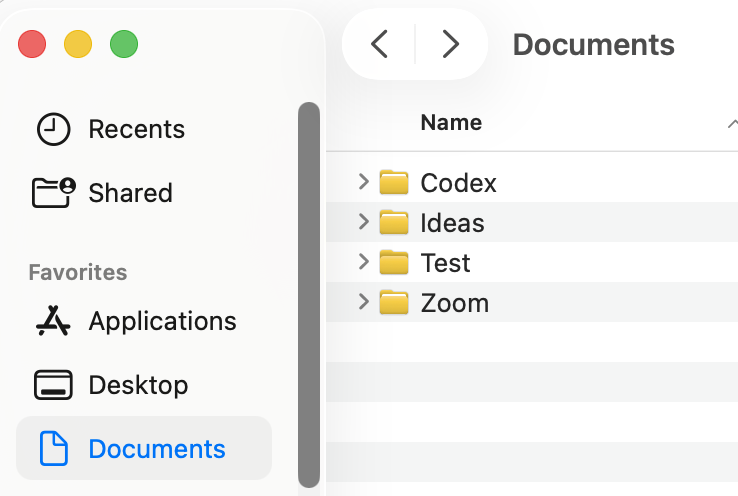 Documents
Recents
Shared
Favorites
Applications
Desktop
Documents
Name
Codex
Ideas
Test
Zoom